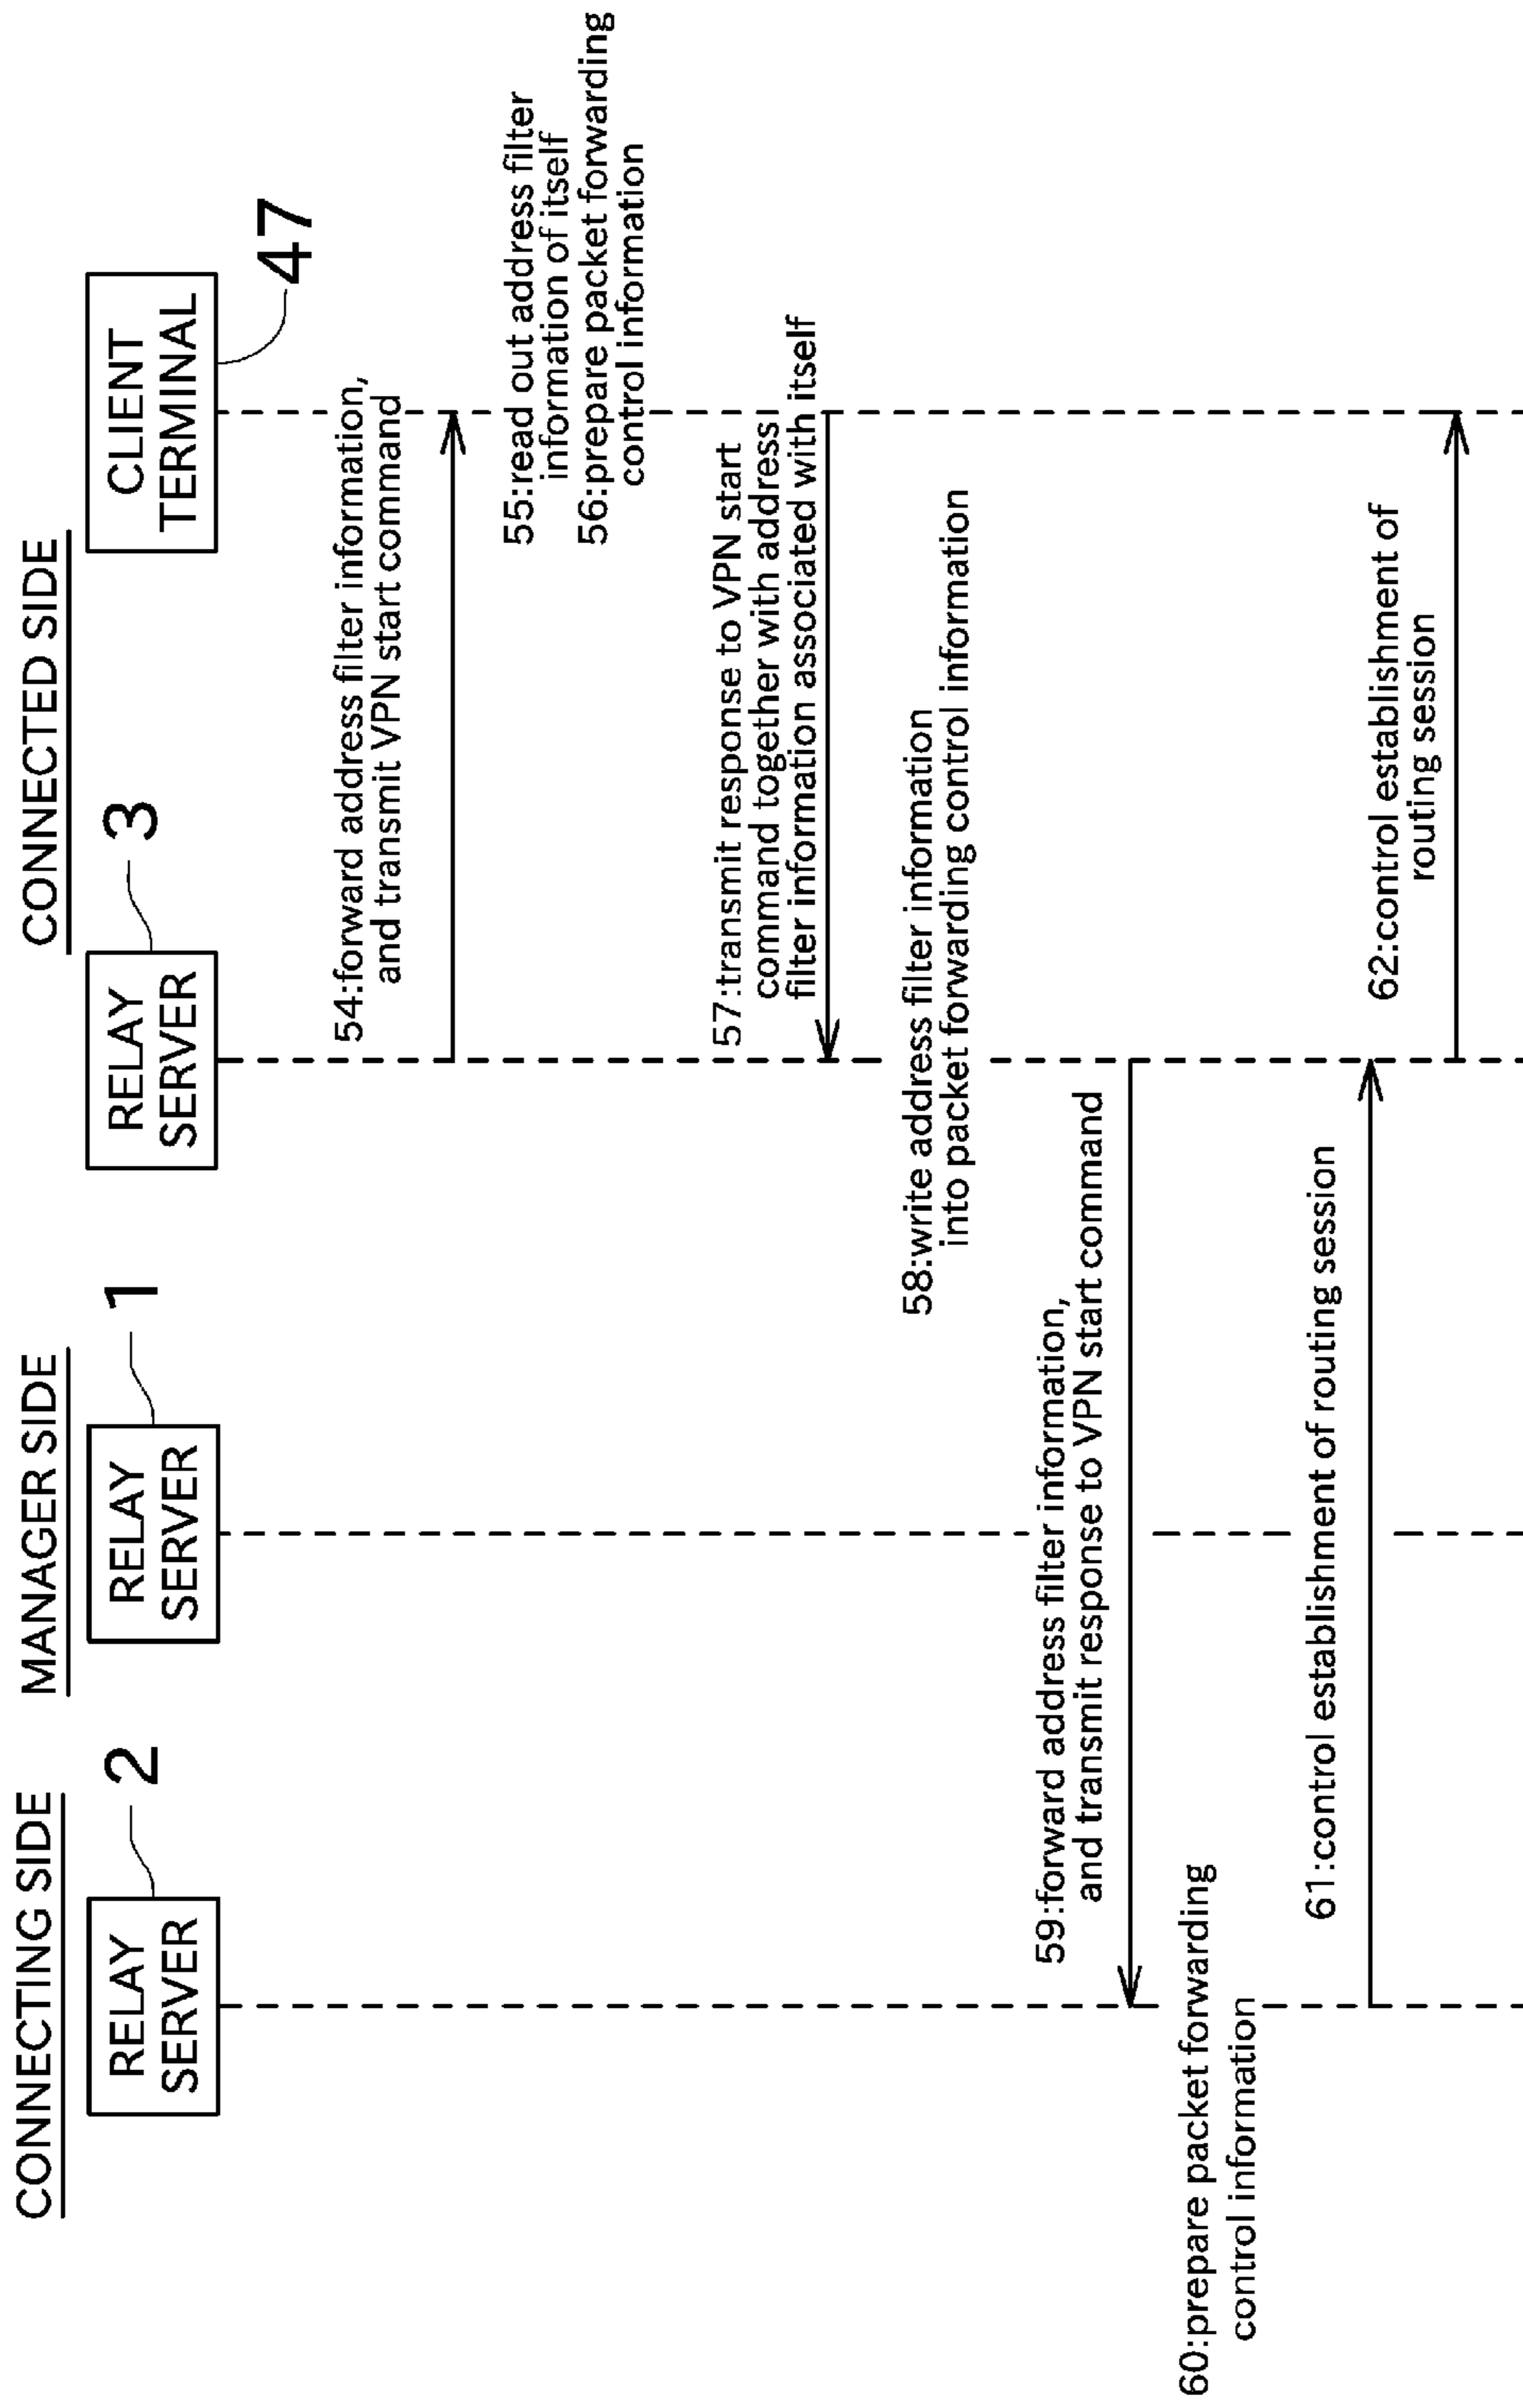 CONNECTING SIDE
MANAGER SIDE
CONNECTED SIDE
RELAY
SERVER
2
RELAY
SERVER
1
RELAY
SERVER
3
CLIENT
TERMINAL
47
54:forward address filter information,
and transmit VPN start command
55:read out address filter
information of itself
56:prepare packet forwarding
control information
57:transmit response to VPN start
command together with address
filter information associated with itself
58:write address filter information
into packet forwarding control information
59:forward address filter information,
and transmit response to VPN start command
60:prepare packet forwarding
control information
61:control establishment of routing session
62:control establishment of
routing session